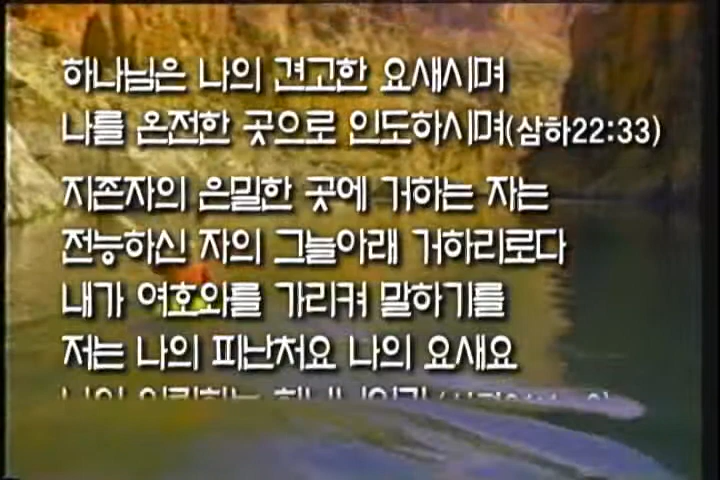 하나님은 나의 견고한 요새시며
나를 온전한 곳으로 인도하시며(삼하22:33)
지존자의 은밀한 곳에 거하는 자는
전능하신 자의 그늘아래 거하리로다
내가 여호와를 가리켜 말하기를
저는 나의 피난처요 나의 요새요